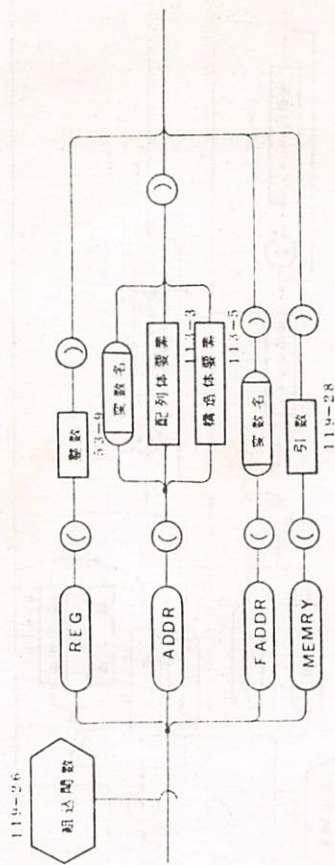 119-26
組込関数
REG ( 整数 )
53-9
ADDR ( 変数名 )
配列体要素
113-3
構造体要素
113-5
FADDR ( 変数名 )
MEMRY ( 引数 )
119-28